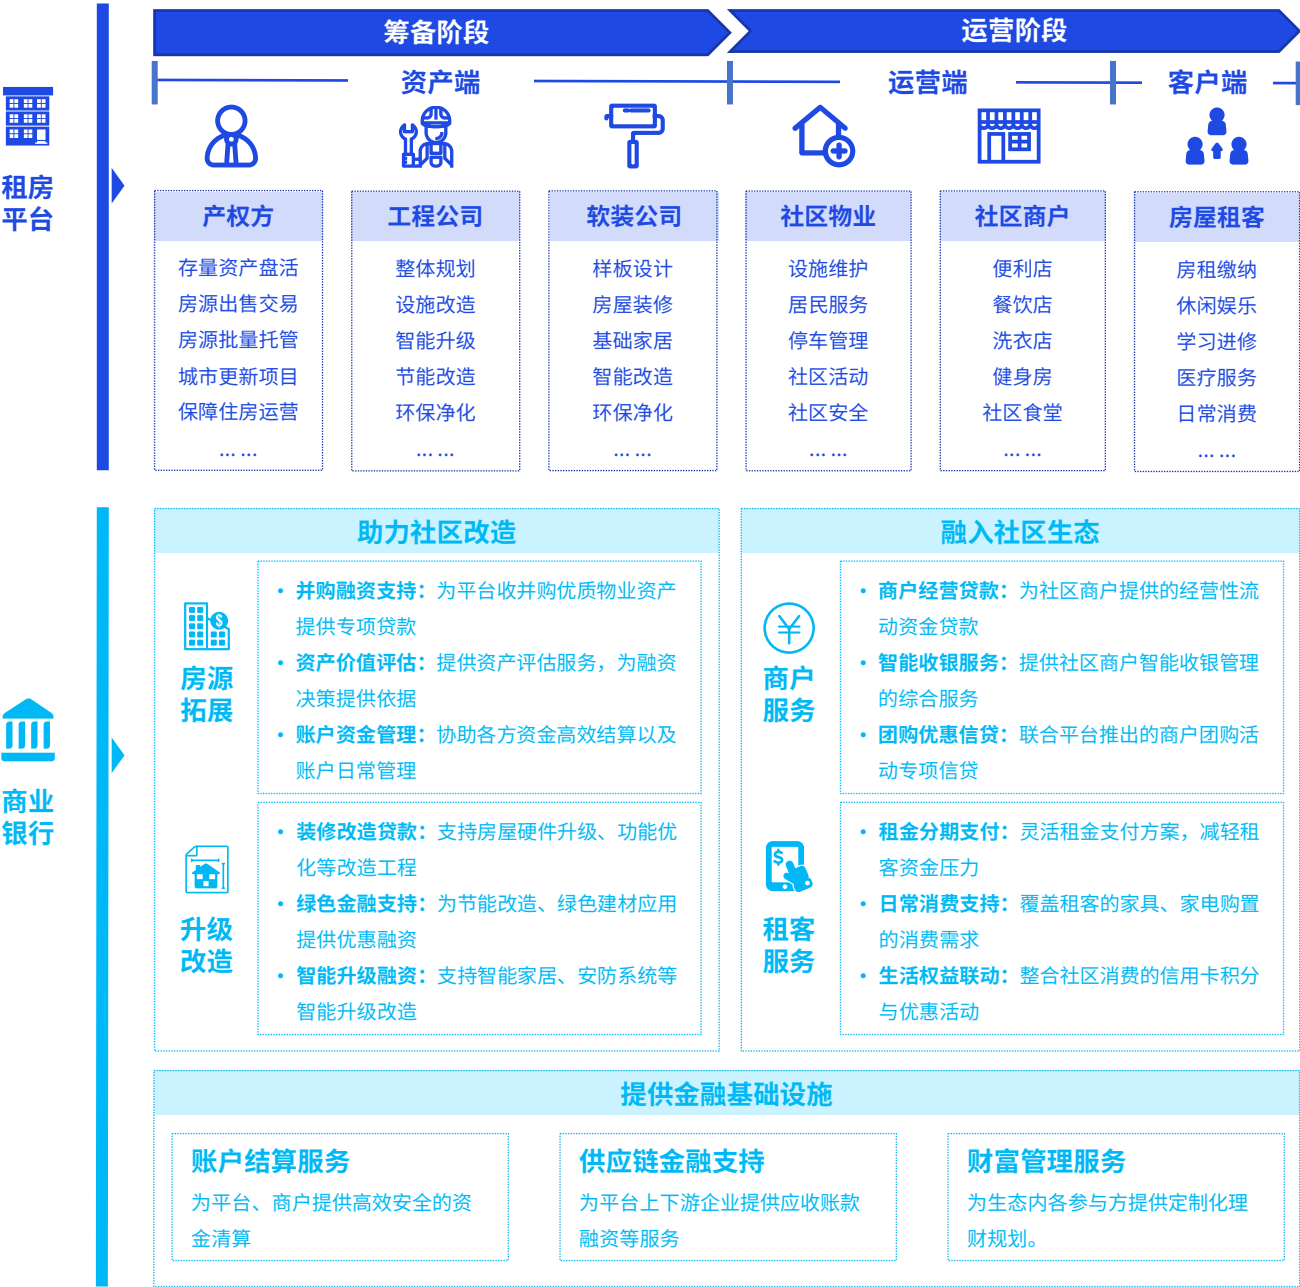 筹备阶段
运营阶段
资产端
运营端
客户端
租房
平台
产权方
存量资产盘活
房源出售交易
房源批量托管
城市更新项目
保障住房运营
... ...
工程公司
整体规划
设施改造
智能升级
节能改造
环保净化
... ...
软装公司
样板设计
房屋装修
基础家居
智能改造
环保净化
... ...
社区物业
设施维护
居民服务
停车管理
社区活动
社区安全
... ...
社区商户
便利店
餐饮店
洗衣店
健身房
社区食堂
... ...
房屋租客
房租缴纳
休闲娱乐
学习进修
医疗服务
日常消费
... ...
商业
银行
助力社区改造
房源
拓展
• 并购融资支持：为平台收并购优质物业资产
提供专项贷款
• 资产价值评估：提供资产评估服务，为融资
决策提供依据
• 账户资金管理：协助各方资金高效结算以及
账户日常管理
升级
改造
• 装修改造贷款：支持房屋硬件升级、功能优
化等改造工程
• 绿色金融支持：为节能改造、绿色建材应用
提供优惠融资
• 智能升级融资：支持智能家居、安防系统等
智能升级改造
融入社区生态
商户
服务
• 商户经营贷款：为社区商户提供的经营性流
动资金贷款
• 智能收银服务：提供社区商户智能收银管理
的综合服务
• 团购优惠信贷：联合平台推出的商户团购活
动专项信贷
租客
服务
• 租金分期支付：灵活租金支付方案，减轻租
客资金压力
• 日常消费支持：覆盖租客的家具、家电购置
的消费需求
• 生活权益联动：整合社区消费的信用卡积分
与优惠活动
提供金融基础设施
账户结算服务
为平台、商户提供高效安全的资
金清算
供应链金融支持
为平台上下游企业提供应收账款
融资等服务
财富管理服务
为生态内各参与方提供定制化理
财规划。